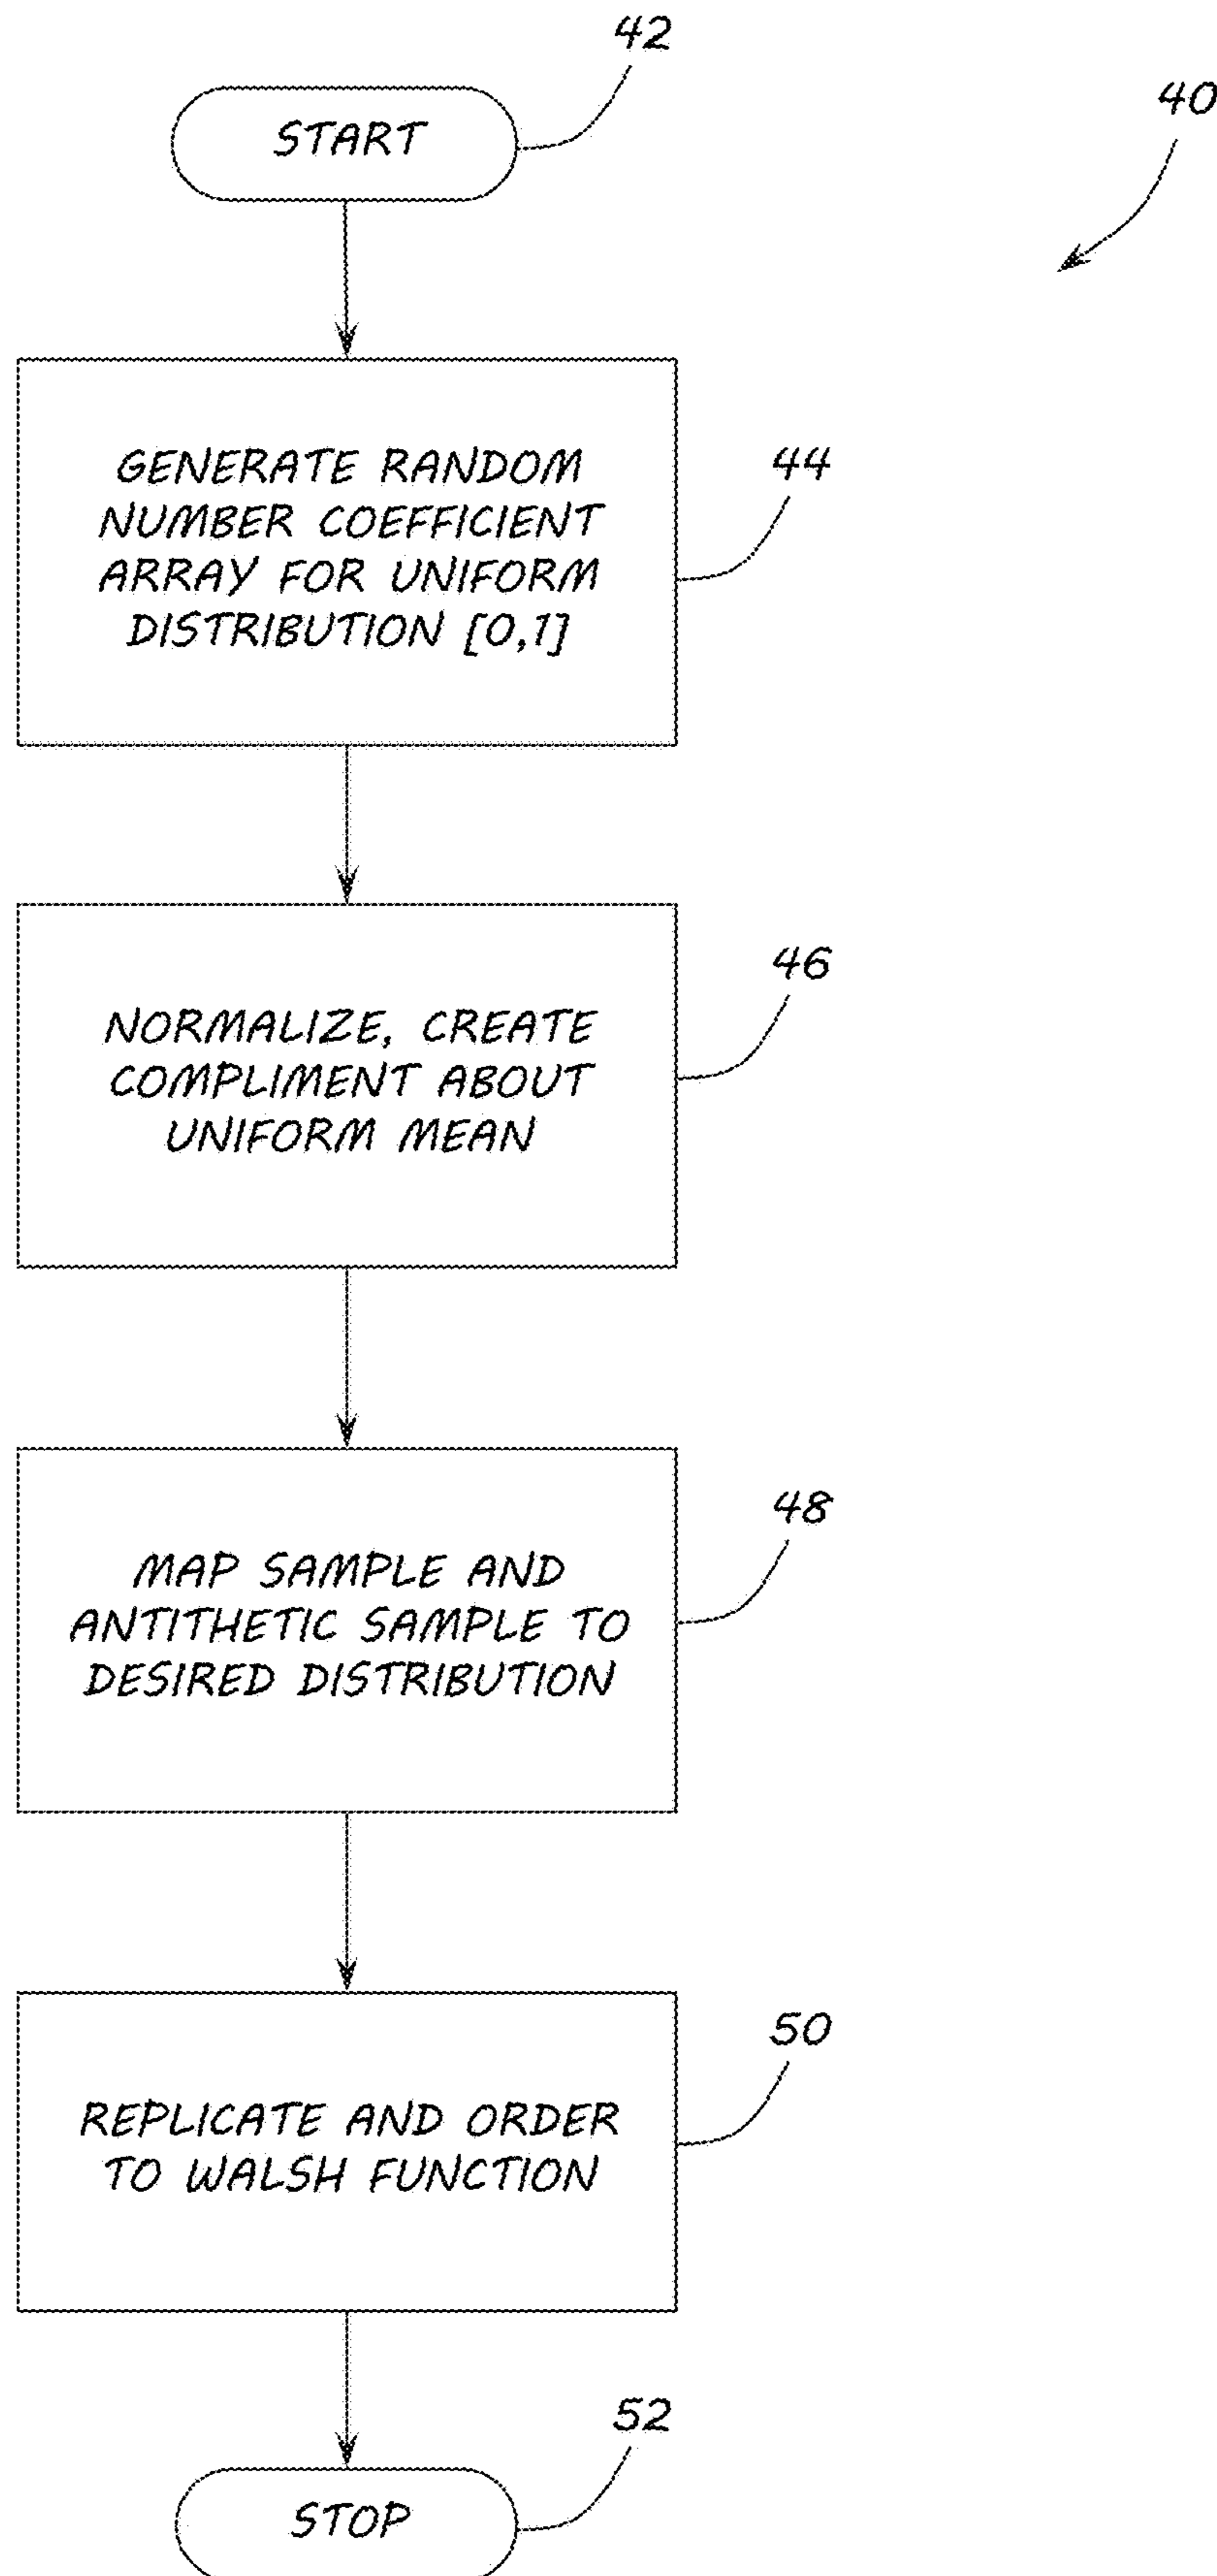 42
40
START
GENERATE RANDOM
NUMBER COEFFICIENT
ARRAY FOR UNIFORM
DISTRIBUTION [0,1]
44
NORMALIZE, CREATE
COMPLIMENT ABOUT
UNIFORM MEAN
46
MAP SAMPLE AND
ANTITHETIC SAMPLE TO
DESIRED DISTRIBUTION
48
REPLICATE AND ORDER
TO WALSH FUNCTION
50
52
STOP